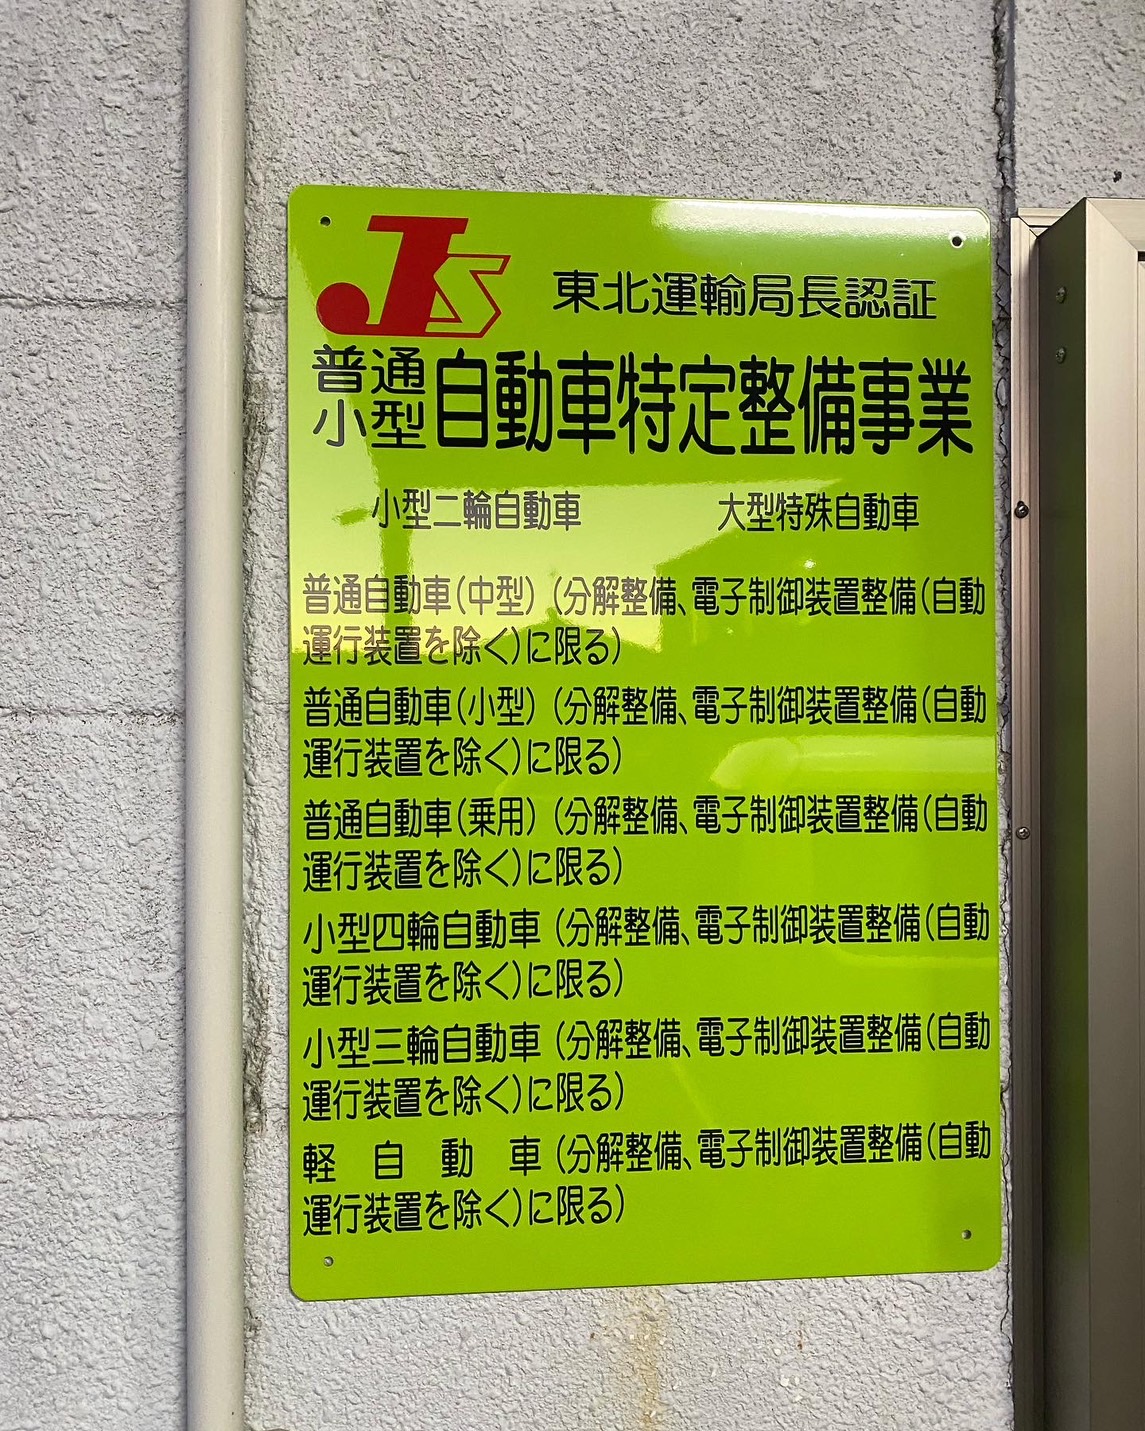 JS
東北運輸局長認証
普通
小型
自動車特定整備事業
小型二輪自動車 大型特殊自動車
普通自動車(中型) (分解整備、電子制御装置整備(自動
運行装置を除く)に限る)
普通自動車(小型) (分解整備、電子制御装置整備(自動
運行装置を除く)に限る)
普通自動車(乗用) (分解整備、電子制御装置整備(自動
運行装置を除く)に限る)
小型四輪自動車 (分解整備、電子制御装置整備(自動
運行装置を除く)に限る)
小型三輪自動車 (分解整備、電子制御装置整備(自動
運行装置を除く)に限る)
軽自動車 (分解整備、電子制御装置整備(自動
運行装置を除く)に限る)